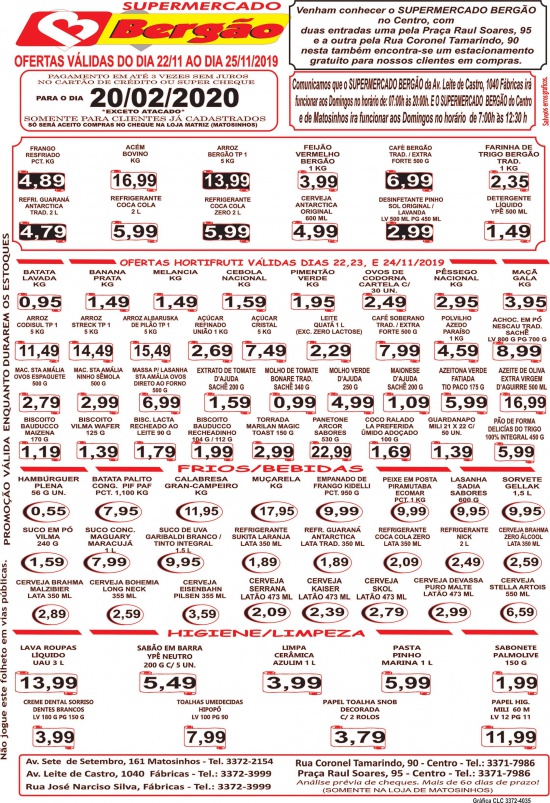 SUPERMERCADO
Bergão
OFERTAS VÁLIDAS DO DIA 22/11 AO DIA 25/11/2019
PAGAMENTO EM ATÉ 3 VEZES SEM JUROS
NO CARTÃO DE CRÉDITO OU SUPER CHEQUE
PARA O DIA 20/02/2020
*EXCETO ATACADO*
SOMENTE PARA CLIENTES JÁ CADASTRADOS
SÓ SERÁ ACEITO COMPRAS NO CHEQUE NA LOJA MATRIZ (MATOSINHOS)
Venham conhecer o SUPERMERCADO BERGÃO
no Centro, com
duas entradas uma pela Praça Raul Soares, 95
e a outra pela Rua Coronel Tamarindo, 90
nesta também encontra-se um estacionamento
gratuito para nossos clientes em compras.
Comunicamos que o SUPERMERCADO BERGÃO da Av. Leite de Castro, 1040 Fábricas irá
funcionar aos Domingos no horário de: 07:00h às 20:00h. E O SUPERMERCADO BERGÃO do Centro
e de Matosinhos ira funcionar aos Domingos no horário de 7:00h às 12:30 h
Salvo os erros gráficos.
FRANGO
RESFRIADO
PCT. KG
4,89
ACÉM
BOVINO
KG
16,99
ARROZ
BERGÃO TP 1
5 KG
13,99
FEIJÃO
VERMELHO
BERGÃO
1 KG
3,99
CAFÉ BERGÃO
TRAD. / EXTRA
FORTE 500 G
6,99
FARINHA DE
TRIGO BERGÃO
TRAD.
1 KG
2,35
REFRI. GUARANÁ
ANTARCTICA
TRAD. 2 L
4,79
REFRIGERANTE
COCA COLA
2 L
5,99
REFRIGERANTE
COCA COLA
ZERO 2 L
5,99
CERVEJA
ANTARCTICA
ORIGINAL
600 ML
4,99
DESINFETANTE PINHO
SOL ORIGINAL /
LAVANDA
LV 500 ML PG 450 ML
2,99
DETERGENTE
LÍQUIDO
YPÊ 500 ML
1,49
OFERTAS HORTIFRUTI VÁLIDAS DIAS 22,23, E 24/11/2019
BATATA
LAVADA
KG
0,95
BANANA
PRATA
KG
1,49
MELANCIA
KG
1,49
CEBOLA
NACIONAL
KG
1,59
PIMENTÃO
VERDE
KG
1,95
OVOS DE
CODORNA
CARTELA C/
30 UN.
2,49
PÊSSEGO
NACIONAL
KG
2,95
MAÇÃ
GALA
KG
3,95
ARROZ
CODISUL TP 1
5 KG
11,49
ARROZ
STRECK TP 1
5 KG
14,49
ARROZ ALBARUSKA
DE PILÃO TP 1
5 KG
15,49
AÇÚCAR
REFINADO
UNIÃO 1 KG
2,69
AÇÚCAR
CRISTAL
5 KG
7,49
LEITE
QUATÁ 1 L
(EXC. ZERO LACTOSE)
2,29
CAFÉ SOBERANO
TRAD. / EXTRA
FORTE 500 G
7,99
POLVILHO
AZEDO
PARAÍSO
1 KG
4,59
ACHOC. EM PÓ
NESCAU TRAD.
SACHÊ
LV 800 G PG 700 G
8,99
MAC. STA AMÁLIA
OVOS ESPAGUETE
500 G
2,79
MAC. STA AMÁLIA
NINHO SÊMOLA
500 G
2,99
MASSA P/ LASANHA
STA AMÁLIA OVOS
DIRETO AO FORNO
500 G
6,99
EXTRATO DE TOMATE
D'AJUDA
SACHÊ 340 G
1,59
MOLHO DE TOMATE
BONARE TRAD.
SACHÊ 340 G
0,99
MOLHO VERDE
D'AJUDA
250 G
4,99
MAIONESE
D'AJUDA
SACHÊ 200 G
1,09
AZEITONA VERDE
FATIADA
TIO PACO 175 G
2,95
AZEITE DE OLIVA
EXTRA VIRGEM
D'AGUIRRE 500 ML
16,99
BISCOITO
BAUDUCCO
MAIZENA
170 G
1,19
BISCOITO
VILMA WAFER
125 G
1,39
BISC. LACTA
RECHEADO AO
LEITE 90 G
1,79
BISCOITO
BAUDUCCO
RECHEADINHO
104 G / 112 G
1,99
TORRADA
MARILAN MAGIC
TOAST 150 G
2,99
PANETONE
ARCOR
SABORES
530 G
22,99
COCO RALADO
LA PREFERIDA
ÚMIDO ADOÇADO
100 G
1,69
GUARDANAPO
MILI 21 X 22 C/
50 UN.
1,39
PÃO DE FORMA
DELICIAS DO TRIGO
100% INTEGRAL 450 G
5,99
FRIOS/BEBIDAS
HAMBÚRGUER
PLENA
56 G UN.
0,55
BATATA PALITO
CONG. PIF PAF
PCT. 1,100 KG
7,95
CALABRESA
GRAN-CAMPEIRO
KG
11,95
MUÇARELA
KG
17,95
EMPANADO DE
FRANGO KIDELLI
PCT. 950 G
9,99
PEIXE EM POSTA
PIRAMUTABA
ECOMAR
PCT. 1 KG
9,99
LASANHA
SADIA
SABORES
600 G
9,95
SORVETE
GELLAK
1,5 L
9,95
SUCO EM PÓ
VILMA
240 G
1,59
SUCO CONC.
MAGUARY
MARACUJÁ
1 L
7,99
SUCO DE UVA
GARIBALDI BRANCO /
TINTO INTEGRAL
1,5 L
9,95
REFRIGERANTE
SUKITA LARANJA
LATA 350 ML
1,89
REFRI. GUARANÁ
ANTARCTICA
LATA TRAD. 350 ML
1,89
REFRIGERANTE
COCA COLA ZERO
LATA 350 ML
2,09
REFRIGERANTE
NICK
2 L
2,49
CERVEJA BRAHMA
ZERO ÁLCOOL
LATA 350 ML
2,59
CERVEJA BRAHMA
MALZIBIER
LATA 350 ML
2,89
CERVEJA BOHEMIA
LONG NECK
355 ML
2,59
CERVEJA
EISENBAHN
PILSEN 355 ML
3,59
CERVEJA
SERRANA
LATÃO 473 ML
2,09
CERVEJA
KAISER
LATÃO 473 ML
2,39
CERVEJA
SKOL
LATÃO 473 ML
2,79
CERVEJA DEVASSA
PURO MALTE
LATÃO 473 ML
2,99
CERVEJA
STELLA ARTOIS
550 ML
6,59
HIGIENE/LIMPEZA
LAVA ROUPAS
LÍQUIDO
UAU 3 L
13,99
SABÃO EM BARRA
YPÊ NEUTRO
200 G C/ 5 UN.
5,49
LIMPA
CERÂMICA
AZULIM 1 L
3,99
PASTA
PINHO
MARINA 1 L
5,99
SABONETE
PALMOLIVE
150 G
1,99
CREME DENTAL SORRISO
DENTES BRANCOS
LV 180 G PG 150 G
3,99
TOALHAS UMIDECIDAS
HIPOPÓ
LV 100 PG 90
7,99
PAPEL TOALHA SNOB
DECORADA
C/ 2 ROLOS
3,79
PAPEL HIG.
MILI 60 M
LV 12 PG 11
11,99
Av. Sete de Setembro, 161 Matosinhos - Tel: 3372-2154
Av. Leite de Castro, 1040 Fábricas - Tel.: 3372-3999
Rua José Narciso Silva, Fábricas - Tel.: 3372-3999
Rua Coronel Tamarindo, 90 - Centro - Tel.: 3371-7986
Praça Raul Soares, 95 - Centro - Tel.: 3371-7986
Análise prévia de cheques. Mais de 6o dias de prazo!
(SOMENTE NA LOJA DE MATOSINHOS)
Gráfica CLC 3372-4035
PROMOÇÃO VÁLIDA ENQUANTO DURAREM OS ESTOQUES
Não jogue este folheto em vias públicas.